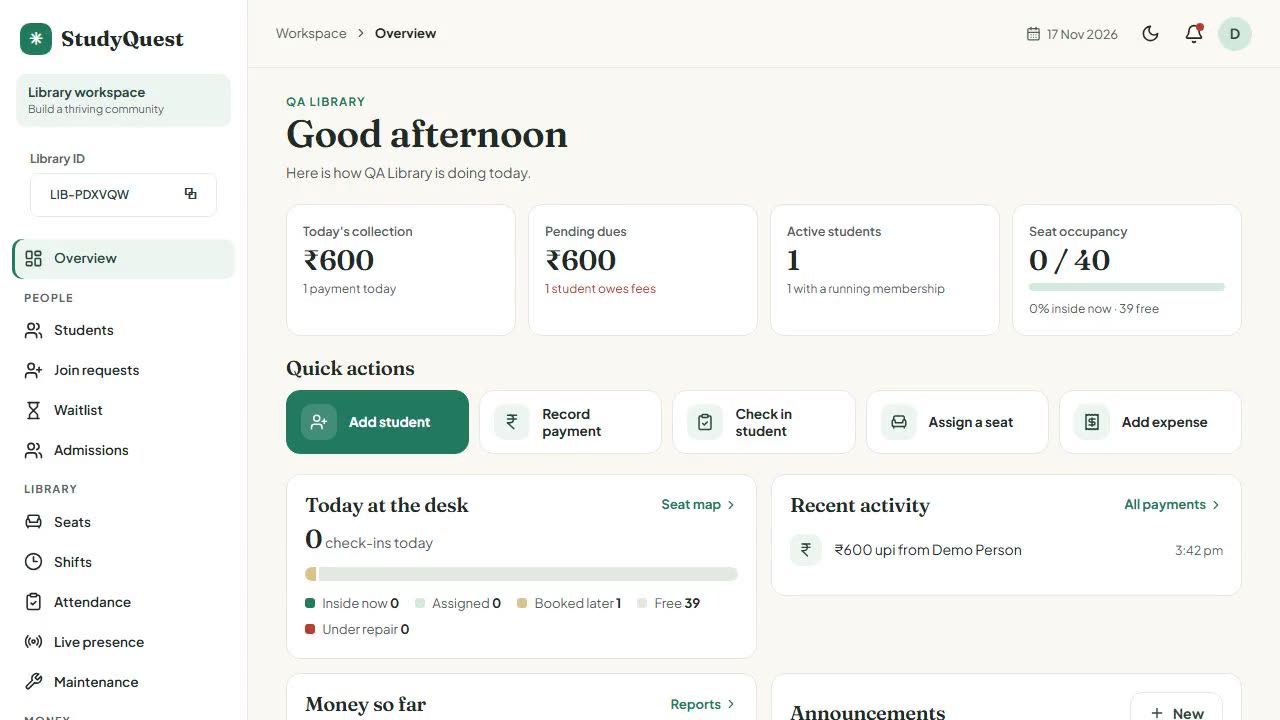 StudyQuest
Library workspace
Build a thriving community
Library ID
LIB-PDXVQW
Overview
PEOPLE
Students
Join requests
Waitlist
Admissions
LIBRARY
Seats
Shifts
Attendance
Live presence
Maintenance
Workspace > Overview
17 Nov 2026
D
QA LIBRARY
Good afternoon
Here is how QA Library is doing today.
Today's collection
₹600
1 payment today
Pending dues
₹600
1 student owes fees
Active students
1
1 with a running membership
Seat occupancy
0 / 40
0% inside now · 39 free
Quick actions
Add student
Record
payment
Check in
student
Assign a seat
Add expense
Today at the desk
Seat map >
0 check-ins today
Inside now 0 Assigned 0 Booked later 1 Free 39
Under repair 0
Recent activity
All payments >
₹600 upi from Demo Person
3:42 pm
Money so far
Reports >
Announcements
+ New